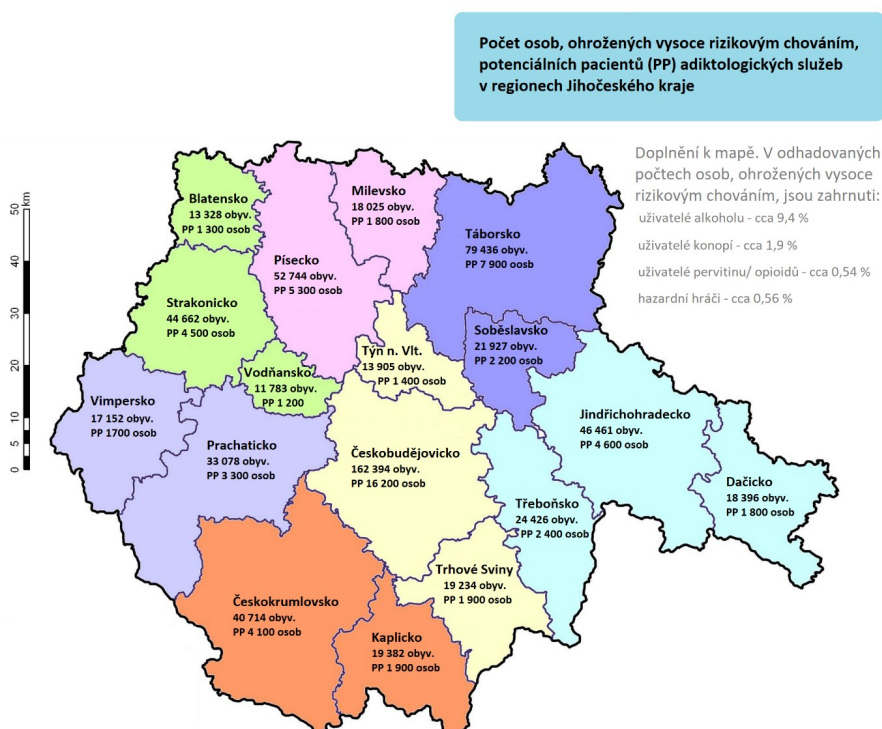 Počet osob, ohrožených vysoce rizikovým chováním,
potenciálních pacientů (PP) adiktologických služeb
v regionech Jihočeského kraje
Doplnění k mapě. V odhadovaných
počtech osob, ohrožených vysoce
rizikovým chováním, jsou zahrnuti:
uživatelé alkoholu - cca 9,4 %
uživatelé konopí - cca 1,9 %
uživatelé pervitinu/ opioidů - cca 0,54 %
hazardní hráči - cca 0,56 %
km
50
40
30
20
10
5
0
Blatensko
13 328 obyv.
PP 1 300 osob
Milevsko
18 025 obyv.
PP 1 800 osob
Písecko
52 744 obyv.
PP 5 300 osob
Táborsko
79 436 obyv.
PP 7 900 osob
Strakonicko
44 662 obyv.
PP 4 500 osob
Soběslavsko
21 927 obyv.
PP 2 200 osob
Týn n. Vlt.
13 905 obyv.
PP 1 400 osob
Vodňansko
11 783 obyv.
PP 1 200
Vimpersko
17 152 obyv.
PP 1700 osob
Jindřichohradecko
46 461 obyv.
PP 4 600 osob
Prachaticko
33 078 obyv.
PP 3 300 osob
Českobudějovicko
162 394 obyv.
PP 16 200 osob
Dačicko
18 396 obyv.
PP 1 800 osob
Třeboňsko
24 426 obyv.
PP 2 400 osob
Trhové Sviny
19 234 obyv.
PP 1 900 osob
Českokrumlovsko
40 714 obyv.
PP 4 100 osob
Kaplicko
19 382 obyv.
PP 1 900 osob